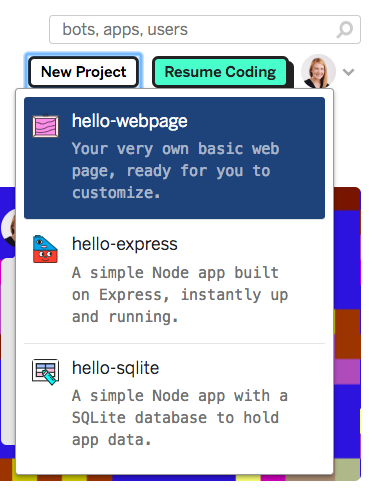 bots, apps, users
New Project
Resume Coding
hello-webpage
Your very own basic web
page, ready for you to
customize.
hello-express
A simple Node app built
on Express, instantly up
and running.
hello-sqlite
A simple Node app with a
SQLite database to hold
app data.